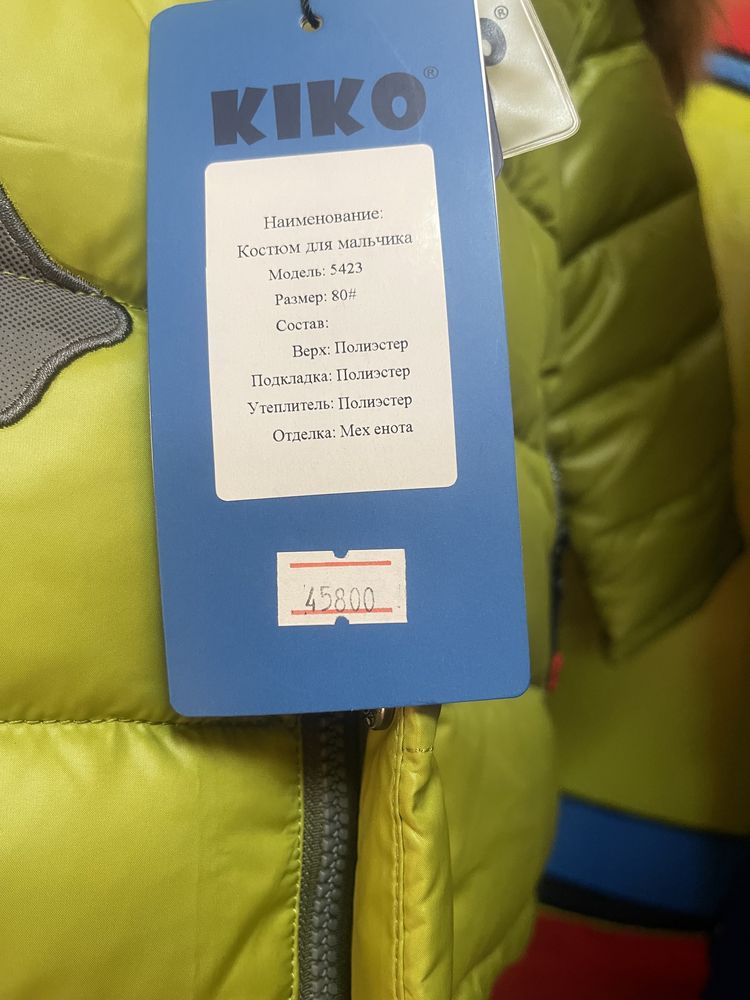 KIKO®
Наименование:
Костюм для мальчика
Модель: 5423
Размер: 80#
Состав:
Верх: Полиэстер
Подкладка: Полиэстер
Утеплитель: Полиэстер
Отделка: Мех енота
45800